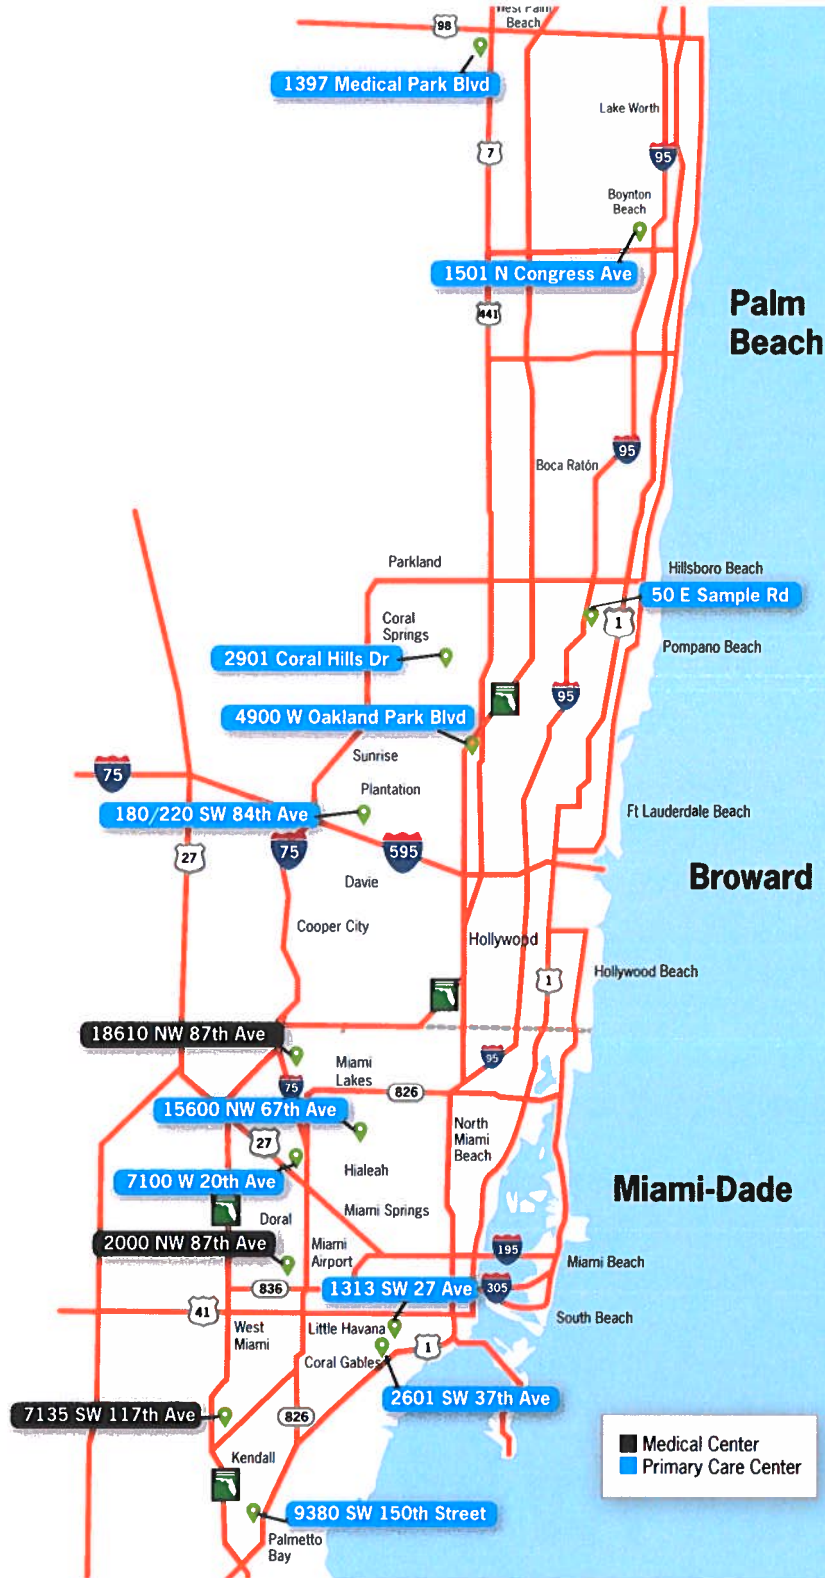 West Palm
Beach
98
1397 Medical Park Blvd
Lake Worth
7
95
Boynton
Beach
1501 N Congress Ave
441
Palm
Beach
95
Boca Ratón
Parkland
Hillsboro Beach
50 E Sample Rd
Coral
Springs
1
Pompano Beach
2901 Coral Hills Dr
95
4900 W Oakland Park Blvd
Sunrise
75
Plantation
180/220 SW 84th Ave
Ft Lauderdale Beach
27
75
595
Davie
Broward
Cooper City
Hollywood
1
Hollywood Beach
18610 NW 87th Ave
95
Miami
Lakes
75
826
15600 NW 67th Ave
North
Miami
Beach
27
Hialeah
7100 W 20th Ave
Miami-Dade
Miami Springs
Doral
2000 NW 87th Ave
Miami
Airport
195
Miami Beach
836
1313 SW 27 Ave
305
41
South Beach
West
Miami
Little Havana
1
Coral Gables
2601 SW 37th Ave
7135 SW 117th Ave
826
Medical Center
Primary Care Center
Kendall
9380 SW 150th Street
Palmetto
Bay